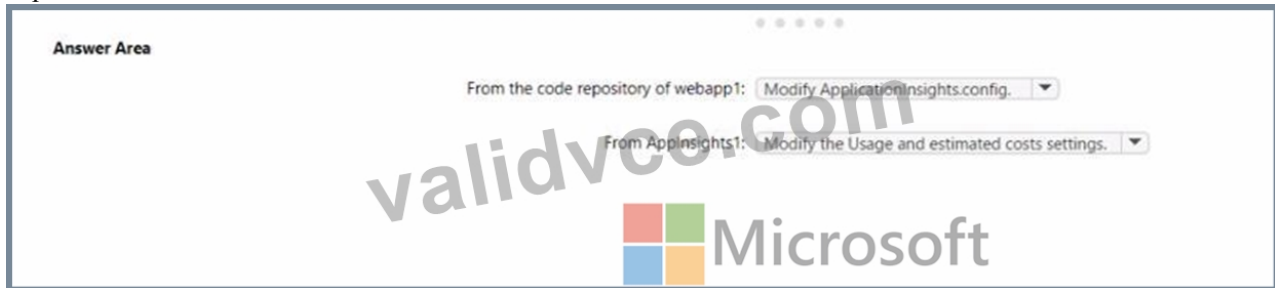 Answer Area
From the code repository of webapp1: Modify ApplicationInsights.config.
From AppInsights1: Modify the Usage and estimated costs settings.
validvce.com
Microsoft